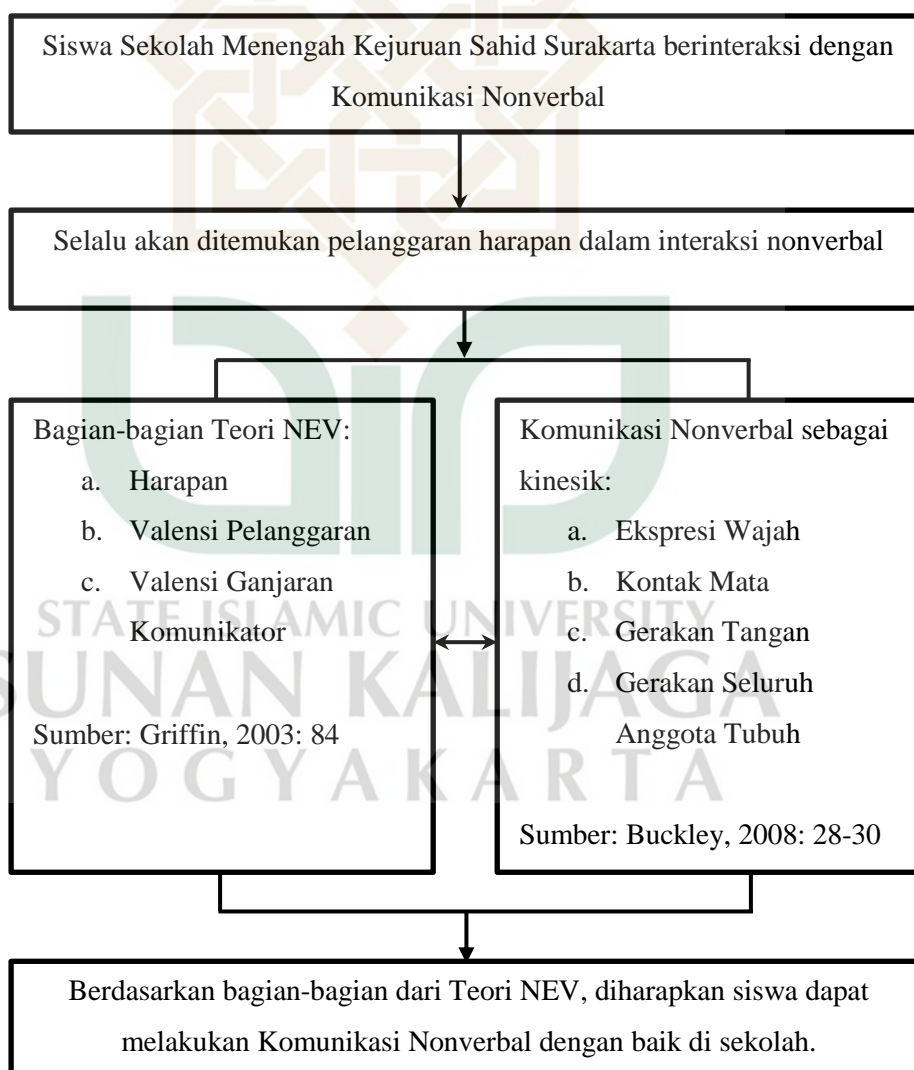 Siswa Sekolah Menengah Kejuruan Sahid Surakarta berinteraksi dengan
Komunikasi Nonverbal
Selalu akan ditemukan pelanggaran harapan dalam interaksi nonverbal
Bagian-bagian Teori NEV:
a. Harapan
b. Valensi Pelanggaran
c. Valensi Ganjaran
Komunikator
Sumber: Griffin, 2003: 84
Komunikasi Nonverbal sebagai
kinesik:
a. Ekspresi Wajah
b. Kontak Mata
c. Gerakan Tangan
d. Gerakan Seluruh
Anggota Tubuh
Sumber: Buckley, 2008: 28-30
STATE ISLAMIC UNIVERSITY
SUNAN KALIJAGA
YOGYAKARTA
Berdasarkan bagian-bagian dari Teori NEV, diharapkan siswa dapat
melakukan Komunikasi Nonverbal dengan baik di sekolah.